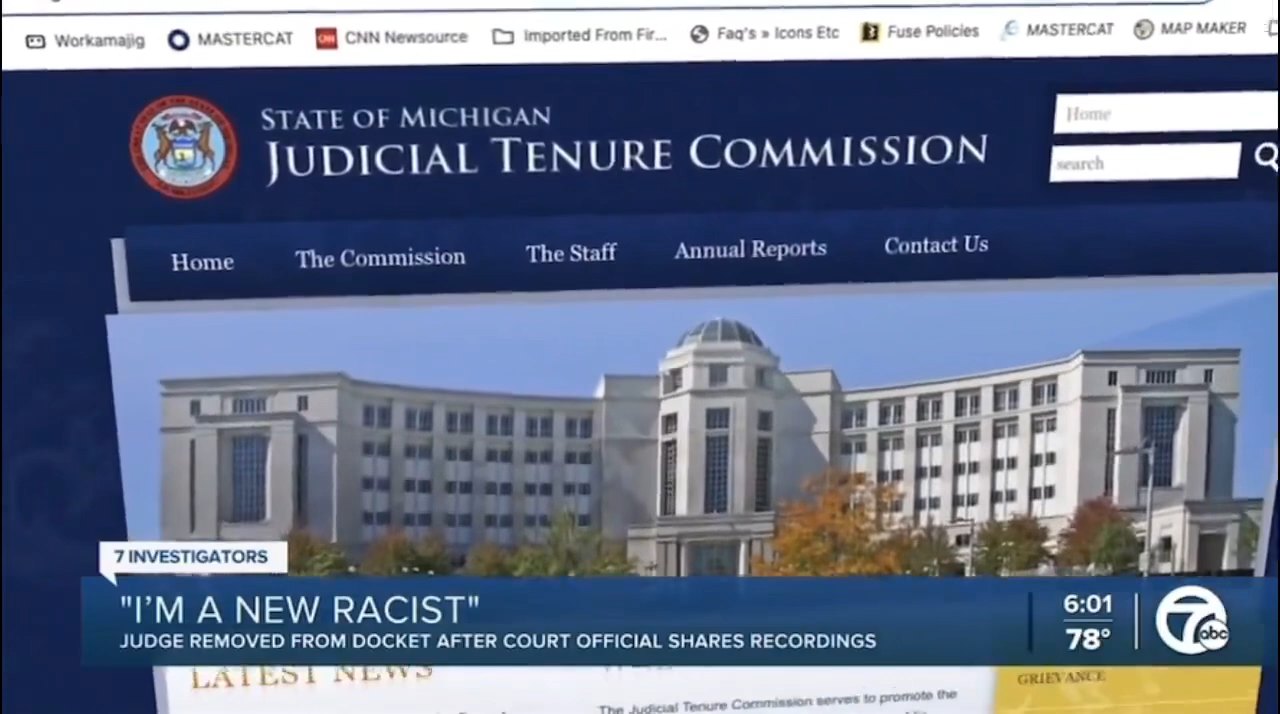 Workamajig MASTERCAT CNN Newsource Imported From Fir... Faq's » Icons Etc Fuse Policies MASTERCAT MAP MAKER
STATE OF MICHIGAN
JUDICIAL TENURE COMMISSION
Home
search
Home The Commission The Staff Annual Reports Contact Us
7 INVESTIGATORS
"I'M A NEW RACIST"
JUDGE REMOVED FROM DOCKET AFTER COURT OFFICIAL SHARES RECORDINGS
6:01
78°
7 abc
LATEST NEWS
GRIEVANCE
The Judicial Tenure Commission serves to promote the